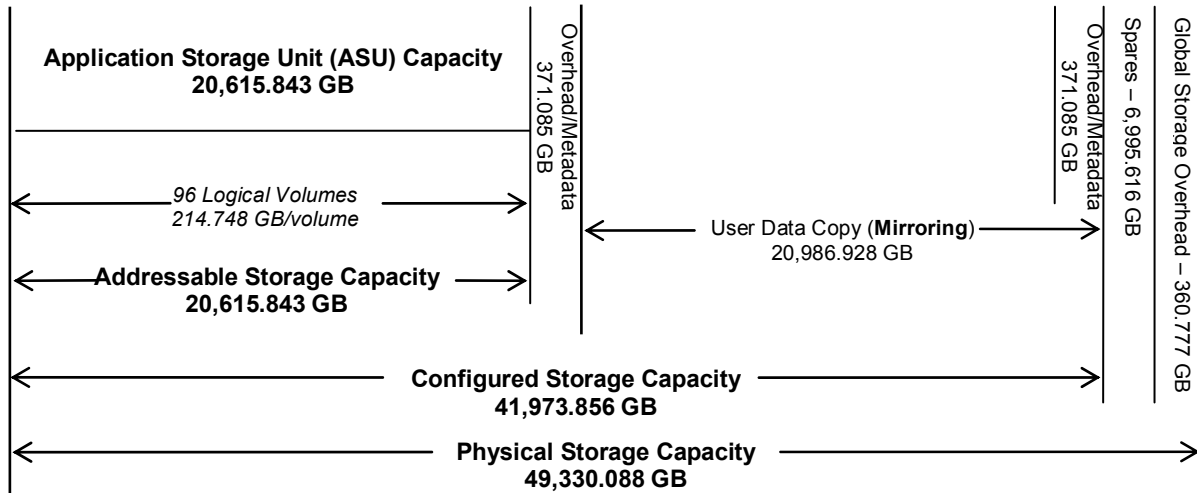 Application Storage Unit (ASU) Capacity
20,615.843 GB
Overhead/Metadata
371.085 GB
Overhead/Metadata
371.085 GB
Spares – 6,995.616 GB
Global Storage Overhead – 360.777 GB
96 Logical Volumes
214.748 GB/volume
User Data Copy (Mirroring)
20,986.928 GB
Addressable Storage Capacity
20,615.843 GB
Configured Storage Capacity
41,973.856 GB
Physical Storage Capacity
49,330.088 GB